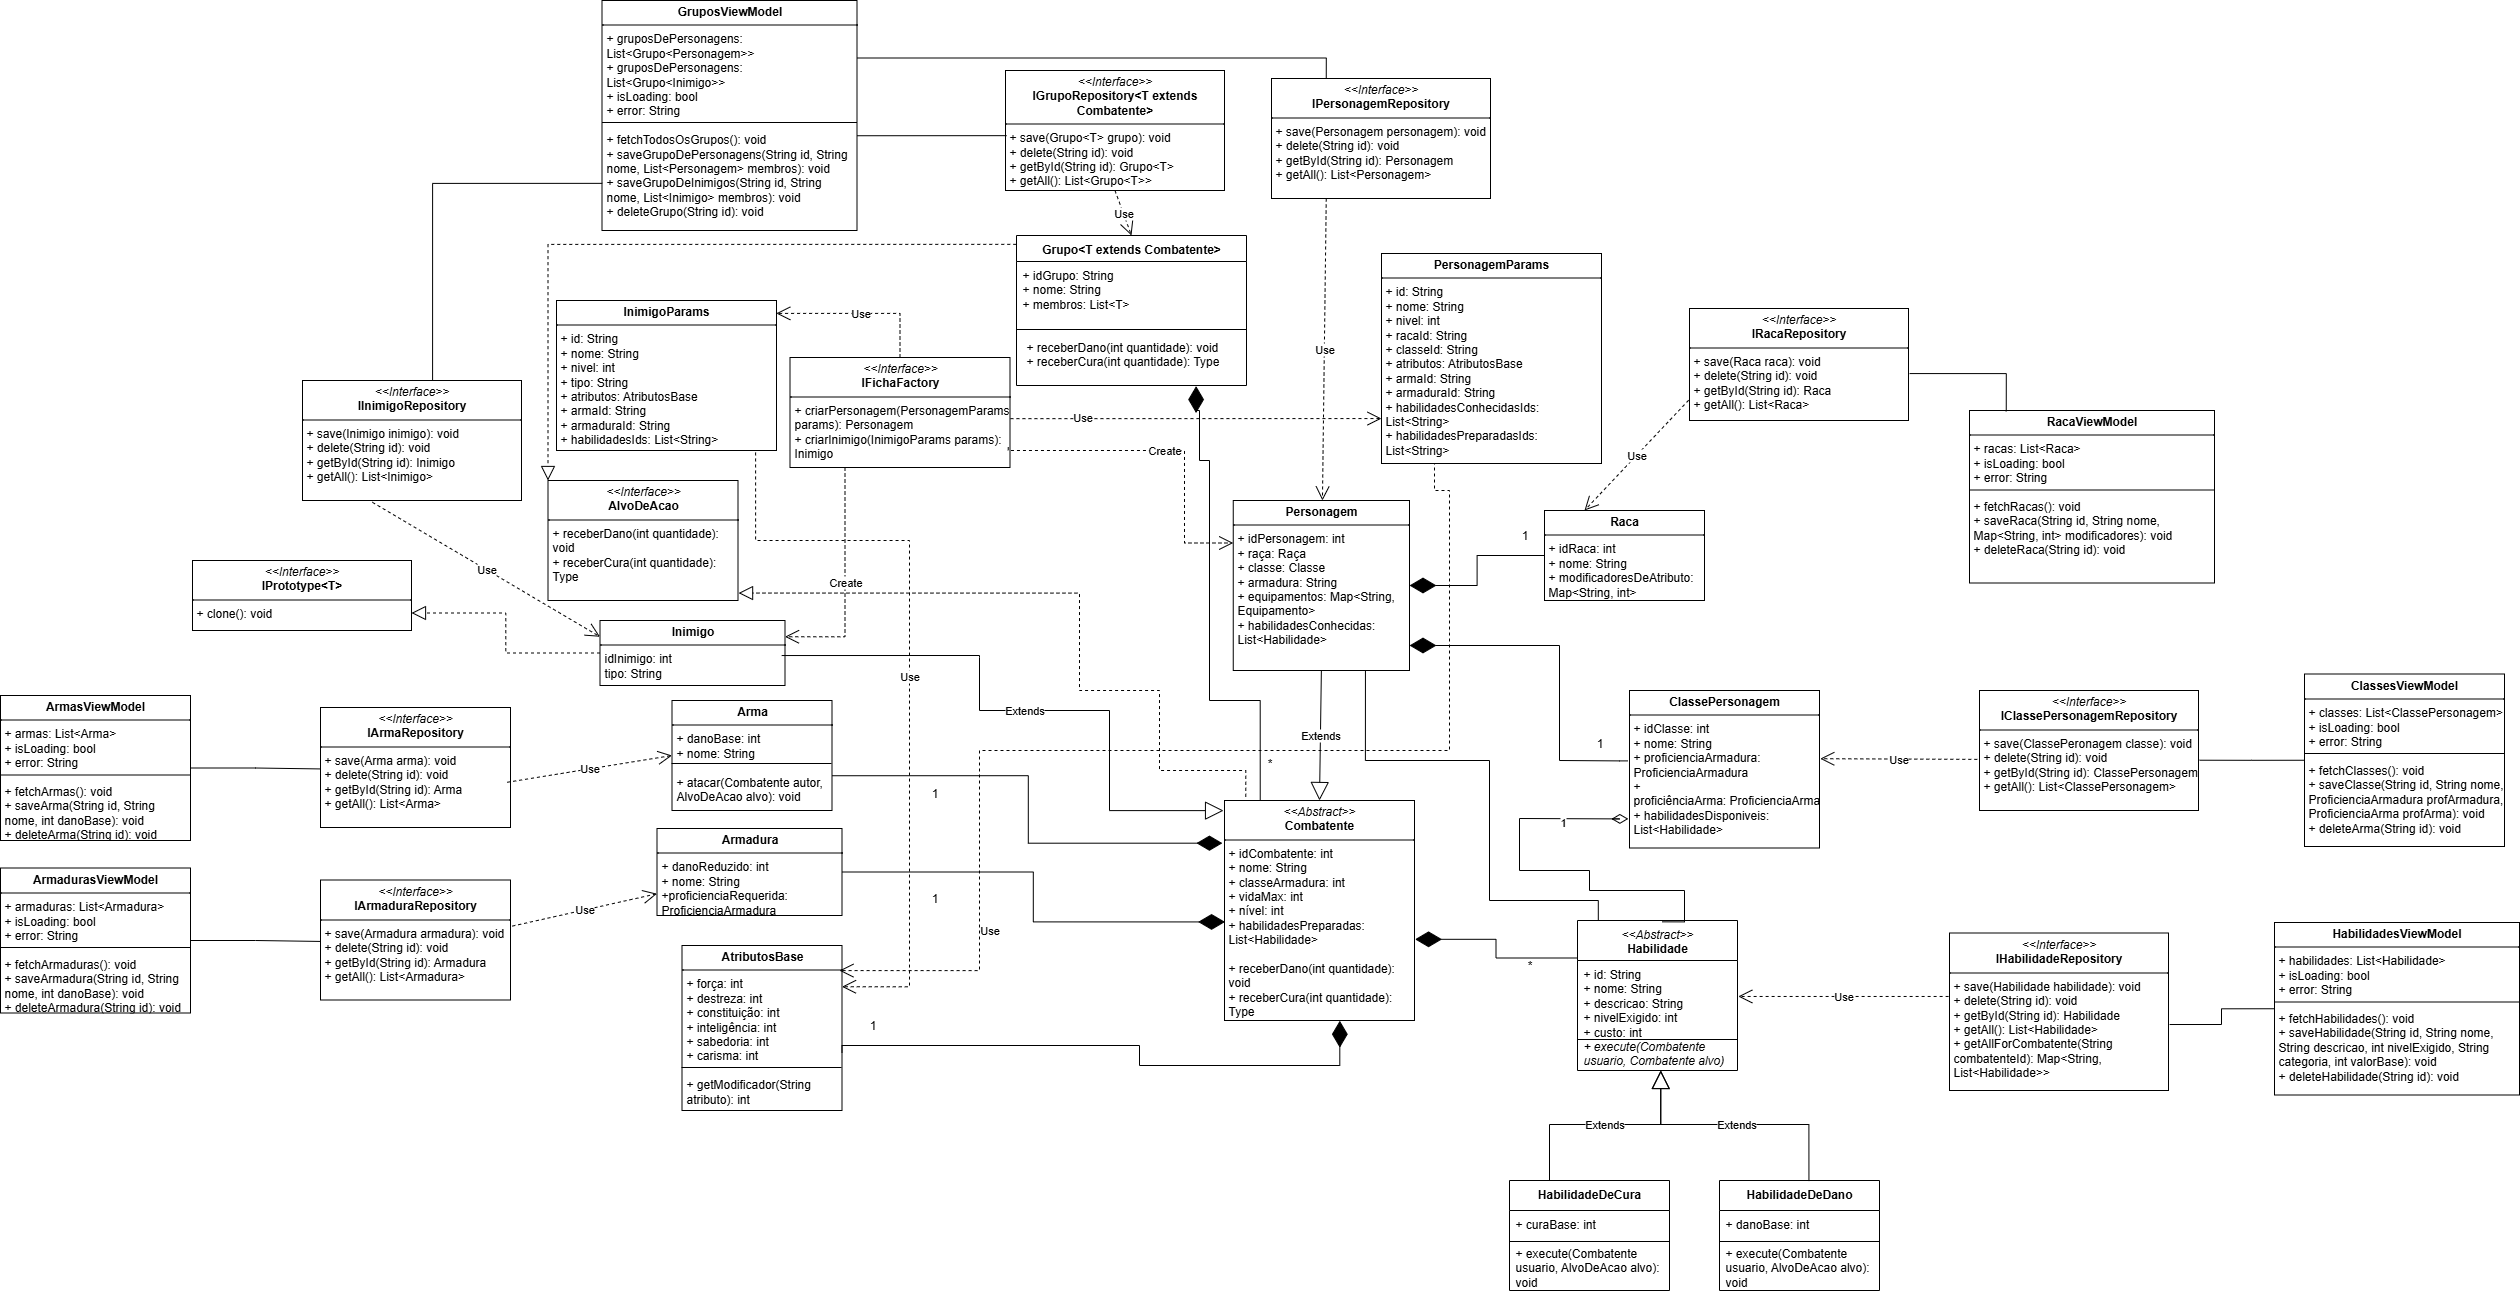 GruposViewModel
+ gruposDePersonagens:
List<Grupo<Personagem>>
+ gruposDePersonagens:
List<Grupo<Inimigo>>
+ isLoading: bool
+ error: String
+ fetchTodosOsGrupos(): void
+ saveGrupoDePersonagens(String id, String
nome, List<Personagem> membros): void
+ saveGrupoDeInimigos(String id, String
nome, List<Inimigo> membros): void
+ deleteGrupo(String id): void
<<Interface>>
IGrupoRepository<T extends
Combatente>
+ save(Grupo<T> grupo): void
+ delete(String id): void
+ getById(String id): Grupo<T>
+ getAll(): List<Grupo<T>>
<<Interface>>
IPersonagemRepository
+ save(Personagem personagem): void
+ delete(String id): void
+ getById(String id): Personagem
+ getAll(): List<Personagem>
Use
Grupo<T extends Combatente>
+ idGrupo: String
+ nome: String
+ membros: List<T>
+ receberDano(int quantidade): void
+ receberCura(int quantidade): Type
PersonagemParams
+ id: String
+ nome: String
+ nivel: int
+ racaId: String
+ classeId: String
+ atributos: AtributosBase
+ armaId: String
+ armaduraId: String
+ habilidadesConhecidasIds:
List<String>
+ habilidadesPreparadasIds:
List<String>
InimigoParams
+ id: String
+ nome: String
+ nivel: int
+ tipo: String
+ atributos: AtributosBase
+ armaId: String
+ armaduraId: String
+ habilidadesIds: List<String>
Use
Use
<<Interface>>
IFichaFactory
+ criarPersonagem(PersonagemParams
params): Personagem
+ criarInimigo(InimigoParams params):
Inimigo
Use
Create
<<Interface>>
IRacaRepository
+ save(Raca raca): void
+ delete(String id): void
+ getById(String id): Raca
+ getAll(): List<Raca>
<<Interface>>
IInimigoRepository
+ save(Inimigo inimigo): void
+ delete(String id): void
+ getById(String id): Inimigo
+ getAll(): List<Inimigo>
RacaViewModel
+ racas: List<Raca>
+ isLoading: bool
+ error: String
+ fetchRacas(): void
+ saveRaca(String id, String nome,
Map<String, int> modificadores): void
+ deleteRaca(String id): void
Use
<<Interface>>
AlvoDeAcao
+ receberDano(int quantidade):
void
+ receberCura(int quantidade):
Type
Personagem
+ idPersonagem: int
+ raça: Raça
+ classe: Classe
+ armadura: String
+ equipamentos: Map<String,
Equipamento>
+ habilidadesConhecidas:
List<Habilidade>
1
Raca
+ idRaca: int
+ nome: String
+ modificadoresDeAtributo:
Map<String, int>
Use
Create
<<Interface>>
IPrototype<T>
+ clone(): void
Inimigo
idInimigo: int
tipo: String
Use
Extends
Extends
1
*
ArmasViewModel
+ armas: List<Arma>
+ isLoading: bool
+ error: String
+ fetchArmas(): void
+ saveArma(String id, String
nome, int danoBase): void
+ deleteArma(String id): void
<<Interface>>
IArmaRepository
+ save(Arma arma): void
+ delete(String id): void
+ getById(String id): Arma
+ getAll(): List<Arma>
Use
Arma
+ danoBase: int
+ nome: String
+ atacar(Combatente autor,
AlvoDeAcao alvo): void
1
ClassePersonagem
+ idClasse: int
+ nome: String
+ proficienciaArmadura:
ProficienciaArmadura
+
proficiênciaArma: ProficienciaArma
+ habilidadesDisponiveis:
List<Habilidade>
1
Use
<<Interface>>
IClassePersonagemRepository
+ save(ClassePeronagem classe): void
+ delete(String id): void
+ getById(String id): ClassePersonagem
+ getAll(): List<ClassePersonagem>
ClassesViewModel
+ classes: List<ClassePersonagem>
+ isLoading: bool
+ error: String
+ fetchClasses(): void
+ saveClasse(String id, String nome,
ProficienciaArmadura profArmadura,
ProficienciaArma profArma): void
+ deleteArma(String id): void
ArmadurasViewModel
+ armaduras: List<Armadura>
+ isLoading: bool
+ error: String
+ fetchArmaduras(): void
+ saveArmadura(String id, String
nome, int danoBase): void
+ deleteArmadura(String id): void
<<Interface>>
IArmaduraRepository
+ save(Armadura armadura): void
+ delete(String id): void
+ getById(String id): Armadura
+ getAll(): List<Armadura>
Use
Armadura
+ danoReduzido: int
+ nome: String
+proficienciaRequerida:
ProficienciaArmadura
1
Use
<<Abstract>>
Combatente
+ idCombatente: int
+ nome: String
+ classeArmadura: int
+ vidaMax: int
+ nível: int
+ habilidadesPreparadas:
List<Habilidade>
+ receberDano(int quantidade):
void
+ receberCura(int quantidade):
Type
*
AtributosBase
+ força: int
+ destreza: int
+ constituição: int
+ inteligência: int
+ sabedoria: int
+ carisma: int
+ getModificador(String
atributo): int
1
<<Abstract>>
Habilidade
+ id: String
+ nome: String
+ descricao: String
+ nivelExigido: int
+ custo: int
+ execute(Combatente
usuario, Combatente alvo)
Use
<<Interface>>
IHabilidadeRepository
+ save(Habilidade habilidade): void
+ delete(String id): void
+ getById(String id): Habilidade
+ getAll(): List<Habilidade>
+ getAllForCombatente(String
combatenteId): Map<String,
List<Habilidade>>
HabilidadesViewModel
+ habilidades: List<Habilidade>
+ isLoading: bool
+ error: String
+ fetchHabilidades(): void
+ saveHabilidade(String id, String nome,
String descricao, int nivelExigido, String
categoria, int valorBase): void
+ deleteHabilidade(String id): void
Extends
Extends
HabilidadeDeCura
+ curaBase: int
+ execute(Combatente
usuario, AlvoDeAcao alvo):
void
HabilidadeDeDano
+ danoBase: int
+ execute(Combatente
usuario, AlvoDeAcao alvo):
void